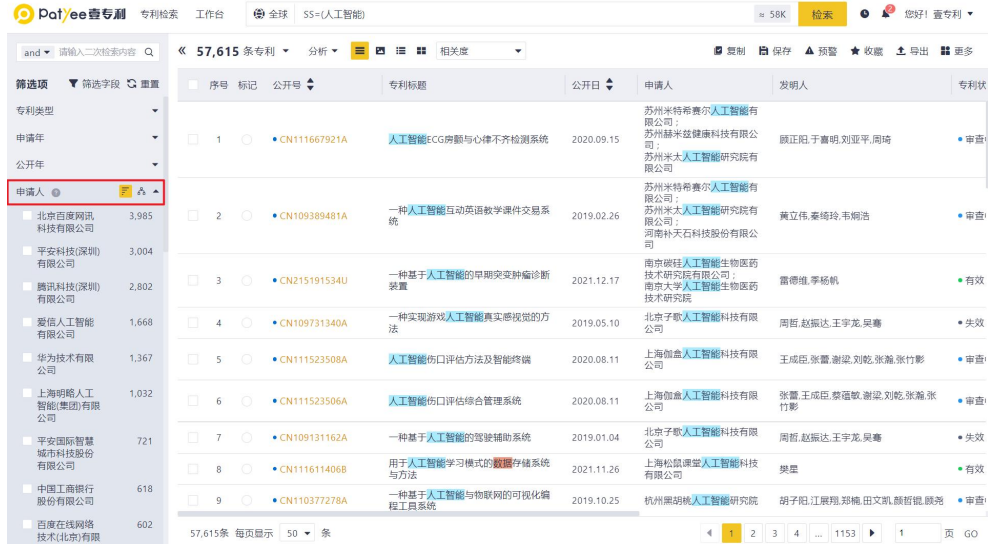 Patyee壹专利 专利检索 工作台 全球 SS=(人工智能) ≈ 58K 检索 2 您好! 壹专利
and 请输入二次检索内容 57,615 条专利 分析 相关度 复制 保存 预警 收藏 导出 更多
筛选项 筛选字段 重置
序号 标记 公开号 专利标题 公开日 申请人 发明人 专利状
专利类型
申请年
公开年
申请人
北京百度网讯
科技有限公司
3,985
平安科技(深圳)
有限公司
3,004
腾讯科技(深圳)
有限公司
2,802
爱信人工智能
有限公司
1,668
华为技术有限
公司
1,367
上海明略人工
智能(集团)有限
公司
1,032
平安国际智慧
城市科技股份
有限公司
721
中国工商银行
股份有限公司
618
百度在线网络
技术(北京)有限
602
1 CN111667921A 人工智能ECG房颤与心律不齐检测系统 2020.09.15
苏州米特希赛尔人工智能有
限公司;
苏州赫米兹健康科技有限公
司;
苏州米太人工智能研究院有
限公司
顾正阳,于喜明,刘亚平,周琦 审查
2 CN109389481A
一种人工智能互动英语教学课件交易系
统
2019.02.26
苏州米特希赛尔人工智能有
限公司;
苏州米太人工智能研究院有
限公司;
河南补天石科技股份有限公
司
黄立伟,秦绮玲,韦炯浩 审查
3 CN215191534U
一种基于人工智能的早期突变肿瘤诊断
装置
2021.12.17
南京碳硅人工智能生物医药
技术研究院有限公司;
南京大学人工智能生物医药
技术研究院
雷德维,季杨帆 有效
4 CN109731340A
一种实现游戏人工智能真实感视觉的方
法
2019.05.10
北京子歌人工智能科技有限
公司
周哲,赵振达,王宇龙,吴骞 失效
5 CN111523508A 人工智能伤口评估方法及智能终端 2020.08.11
上海伽盒人工智能科技有限
公司
王成臣,张蕾,谢梁,刘乾,张瀚,张竹影 审查
6 CN111523506A 人工智能伤口评估综合管理系统 2020.08.11
上海伽盒人工智能科技有限
公司
张蕾,王成臣,蔡蕴敏,谢梁,刘乾,张瀚,张
竹影
审查
7 CN109131162A 一种基于人工智能的驾驶辅助系统 2019.01.04
北京子歌人工智能科技有限
公司
周哲,赵振达,王宇龙,吴骞 失效
8 CN111611406B
用于人工智能学习模式的数据存储系统
与方法
2021.11.26
上海松鼠课堂人工智能科技
有限公司
樊星 有效
9 CN110377278A
一种基于人工智能与物联网的可视化编
程工具系统
2019.10.25 杭州黑胡桃人工智能研究院 胡子阳,江展翔,郑楠,田文凯,颜哲锟,顾尧 审查
57,615条 每页显示 50 条 1 2 3 4 ... 1153 1 页 GO